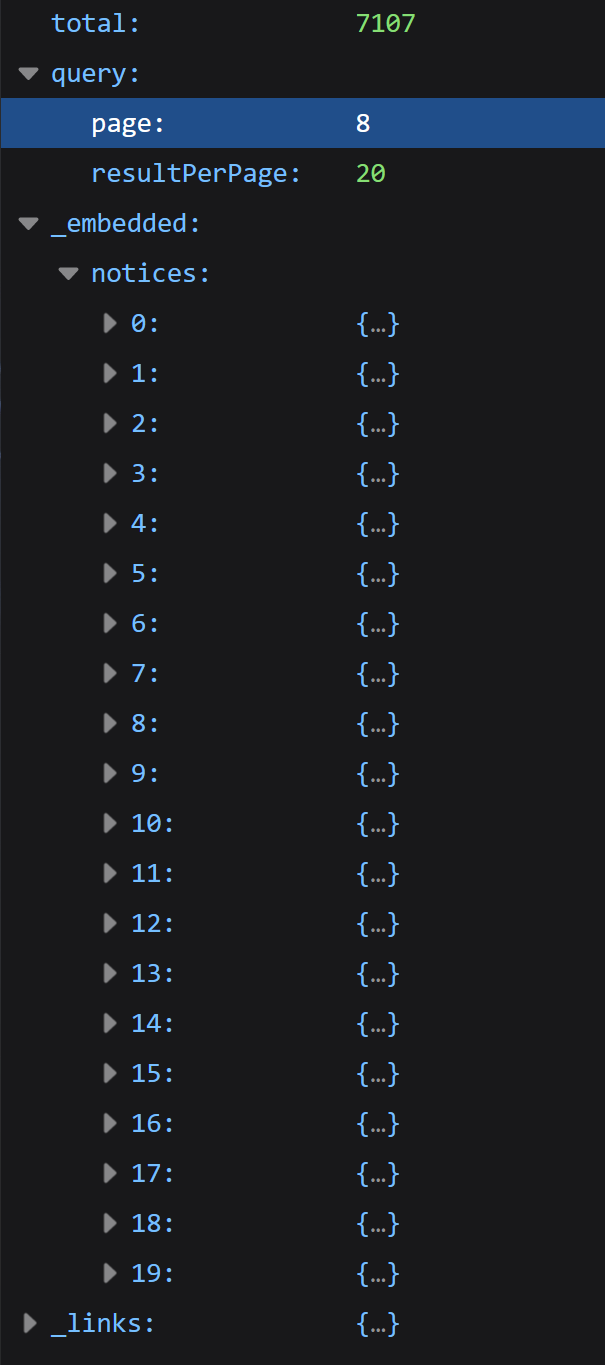 total: 7107
query:
page: 8
resultPerPage: 20
_embedded:
notices:
0: {…}
1: {…}
2: {…}
3: {…}
4: {…}
5: {…}
6: {…}
7: {…}
8: {…}
9: {…}
10: {…}
11: {…}
12: {…}
13: {…}
14: {…}
15: {…}
16: {…}
17: {…}
18: {…}
19: {…}
_links: {…}